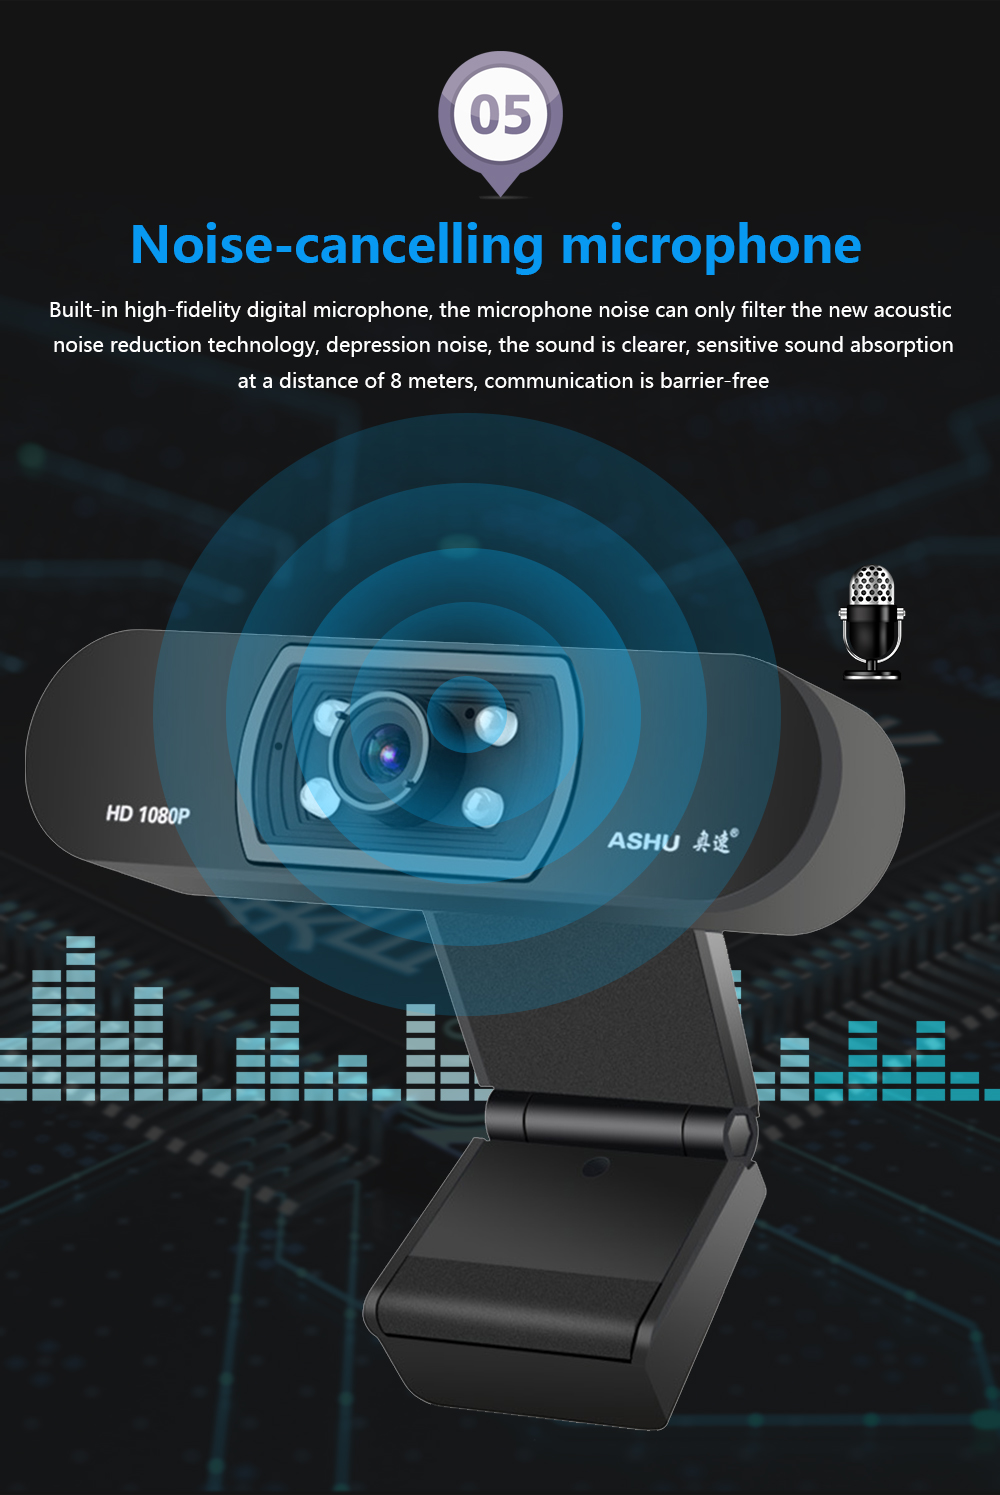 05
Noise-cancelling microphone
Built-in high-fidelity digital microphone, the microphone noise can only filter the new acoustic
noise reduction technology, depression noise, the sound is clearer, sensitive sound absorption
at a distance of 8 meters, communication is barrier-free
HD 1080P
ASHU 奥速®